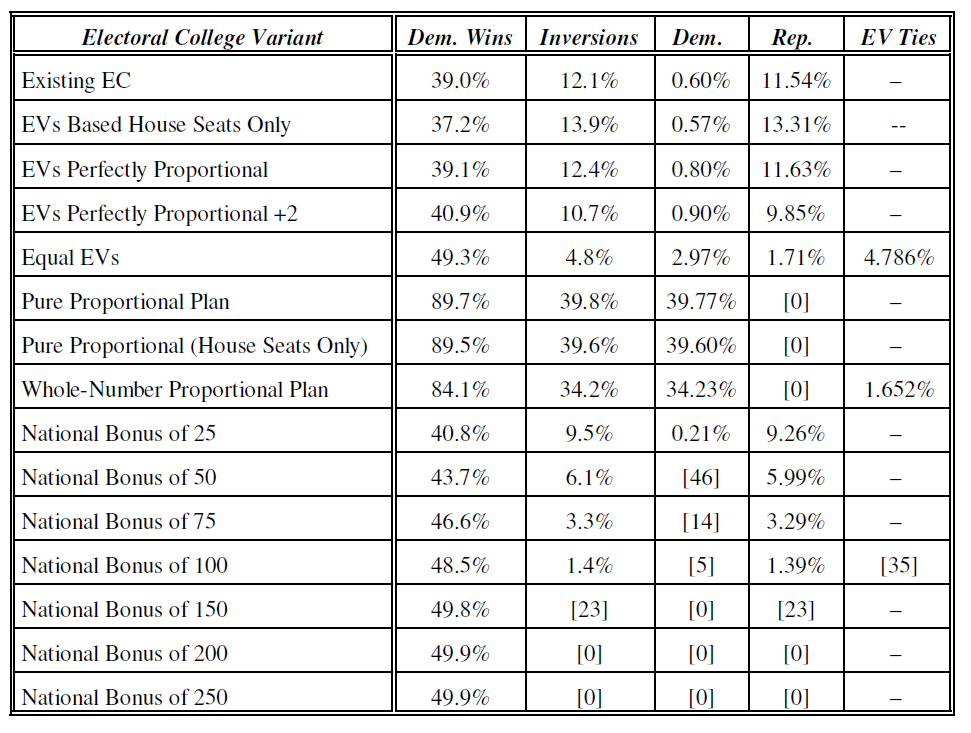 Electoral College Variant Dem. Wins Inversions Dem. Rep. EV Ties
Existing EC 39.0% 12.1% 0.60% 11.54% –
EVs Based House Seats Only 37.2% 13.9% 0.57% 13.31% --
EVs Perfectly Proportional 39.1% 12.4% 0.80% 11.63% –
EVs Perfectly Proportional +2 40.9% 10.7% 0.90% 9.85% –
Equal EVs 49.3% 4.8% 2.97% 1.71% 4.786%
Pure Proportional Plan 89.7% 39.8% 39.77% [0] –
Pure Proportional (House Seats Only) 89.5% 39.6% 39.60% [0] –
Whole-Number Proportional Plan 84.1% 34.2% 34.23% [0] 1.652%
National Bonus of 25 40.8% 9.5% 0.21% 9.26% –
National Bonus of 50 43.7% 6.1% [46] 5.99% –
National Bonus of 75 46.6% 3.3% [14] 3.29% –
National Bonus of 100 48.5% 1.4% [5] 1.39% [35]
National Bonus of 150 49.8% [23] [0] [23] –
National Bonus of 200 49.9% [0] [0] [0] –
National Bonus of 250 49.9% [0] [0] [0] –